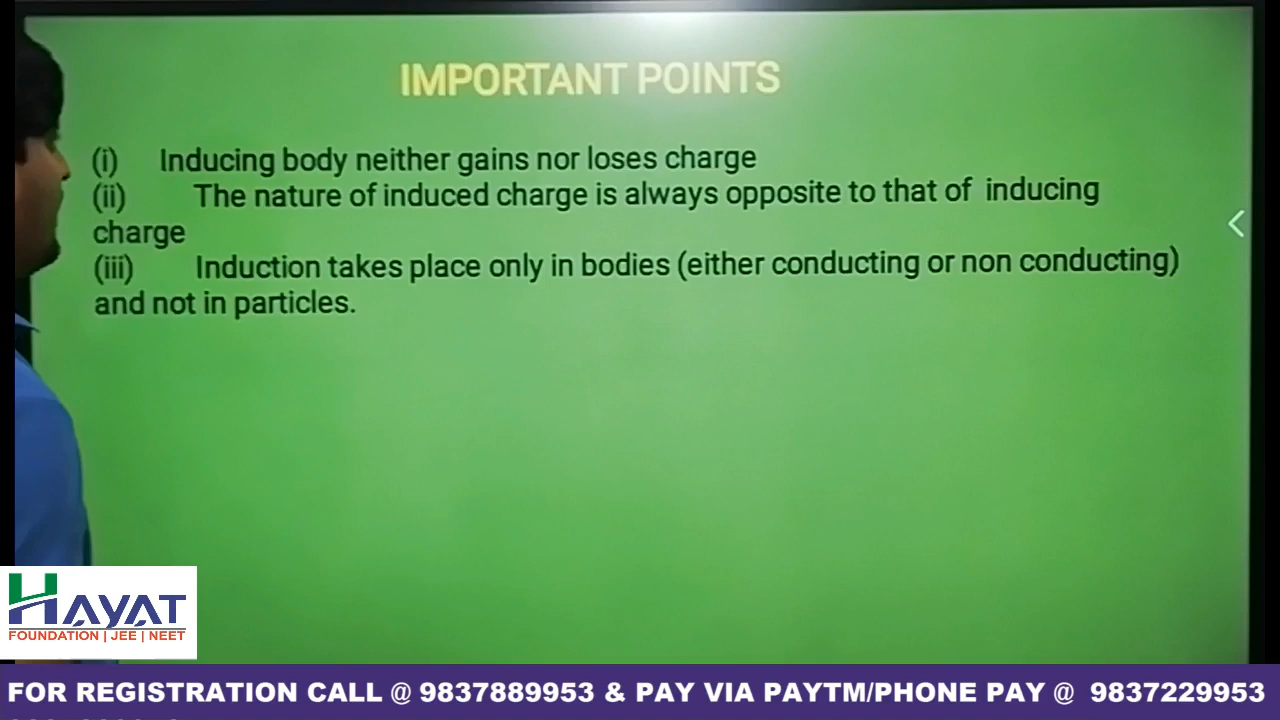 IMPORTANT POINTS
(i) Inducing body neither gains nor loses charge
(ii) The nature of induced charge is always opposite to that of inducing
charge
(iii) Induction takes place only in bodies (either conducting or non conducting)
and not in particles.
HAYAT
FOUNDATION | JEE | NEET
FOR REGISTRATION CALL @ 9837889953 & PAY VIA PAYTM/PHONE PAY @ 9837229953